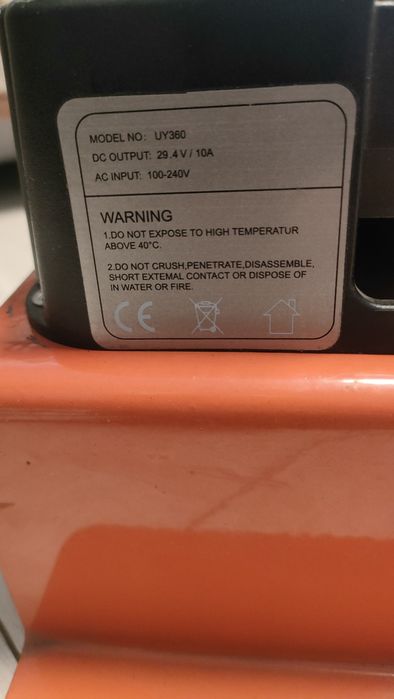 MODEL NO: UY360
DC OUTPUT: 29.4V / 10A
AC INPUT: 100-240V
WARNING
1.DO NOT EXPOSE TO HIGH TEMPERATUR
ABOVE 40°C.
2.DO NOT CRUSH,PENETRATE,DISASSEMBLE,
SHORT EXTEMAL CONTACT OR DISPOSE OF
IN WATER OR FIRE.
CE